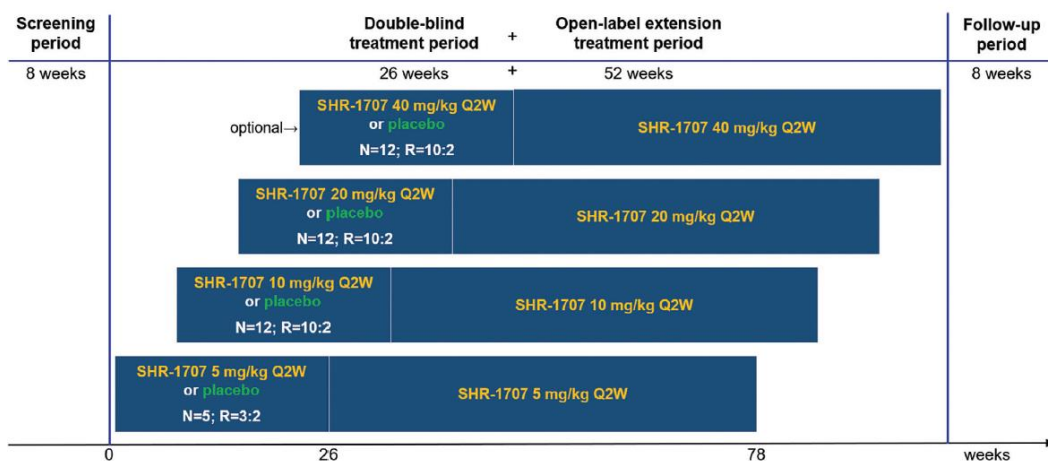 Screening
period
Double-blind
treatment period
+
Open-label extension
treatment period
Follow-up
period
8 weeks
26 weeks
+
52 weeks
8 weeks
optional→
SHR-1707 40 mg/kg Q2W
or placebo
N=12; R=10:2
SHR-1707 40 mg/kg Q2W
SHR-1707 20 mg/kg Q2W
or placebo
N=12; R=10:2
SHR-1707 20 mg/kg Q2W
SHR-1707 10 mg/kg Q2W
or placebo
N=12; R=10:2
SHR-1707 10 mg/kg Q2W
SHR-1707 5 mg/kg Q2W
or placebo
N=5; R=3:2
SHR-1707 5 mg/kg Q2W
0
26
78
weeks